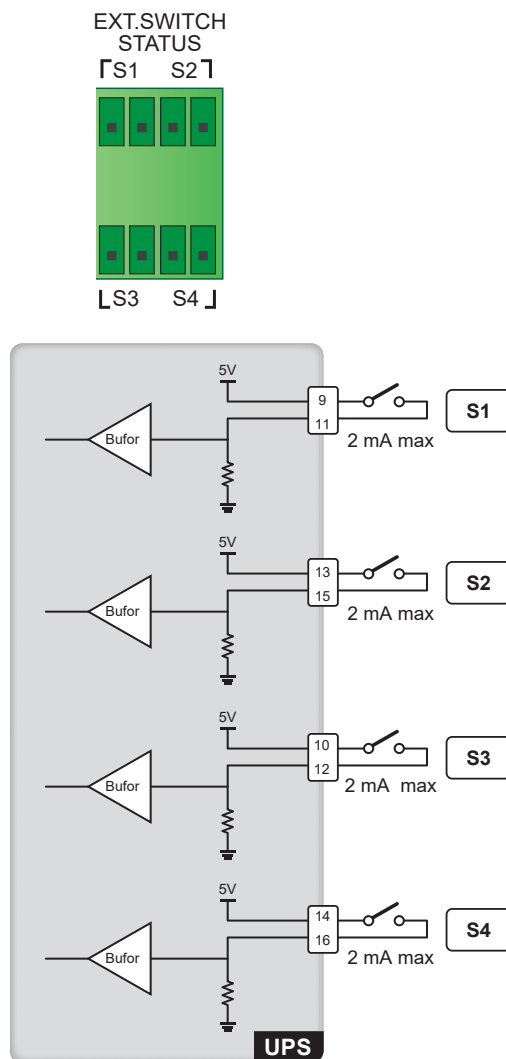 EXT.SWITCH
STATUS
S1 S2
S3 S4
5V
9
11
Bufor
2 mA max
S1
5V
13
15
Bufor
2 mA max
S2
5V
10
12
Bufor
2 mA max
S3
5V
14
16
Bufor
2 mA max
S4
UPS